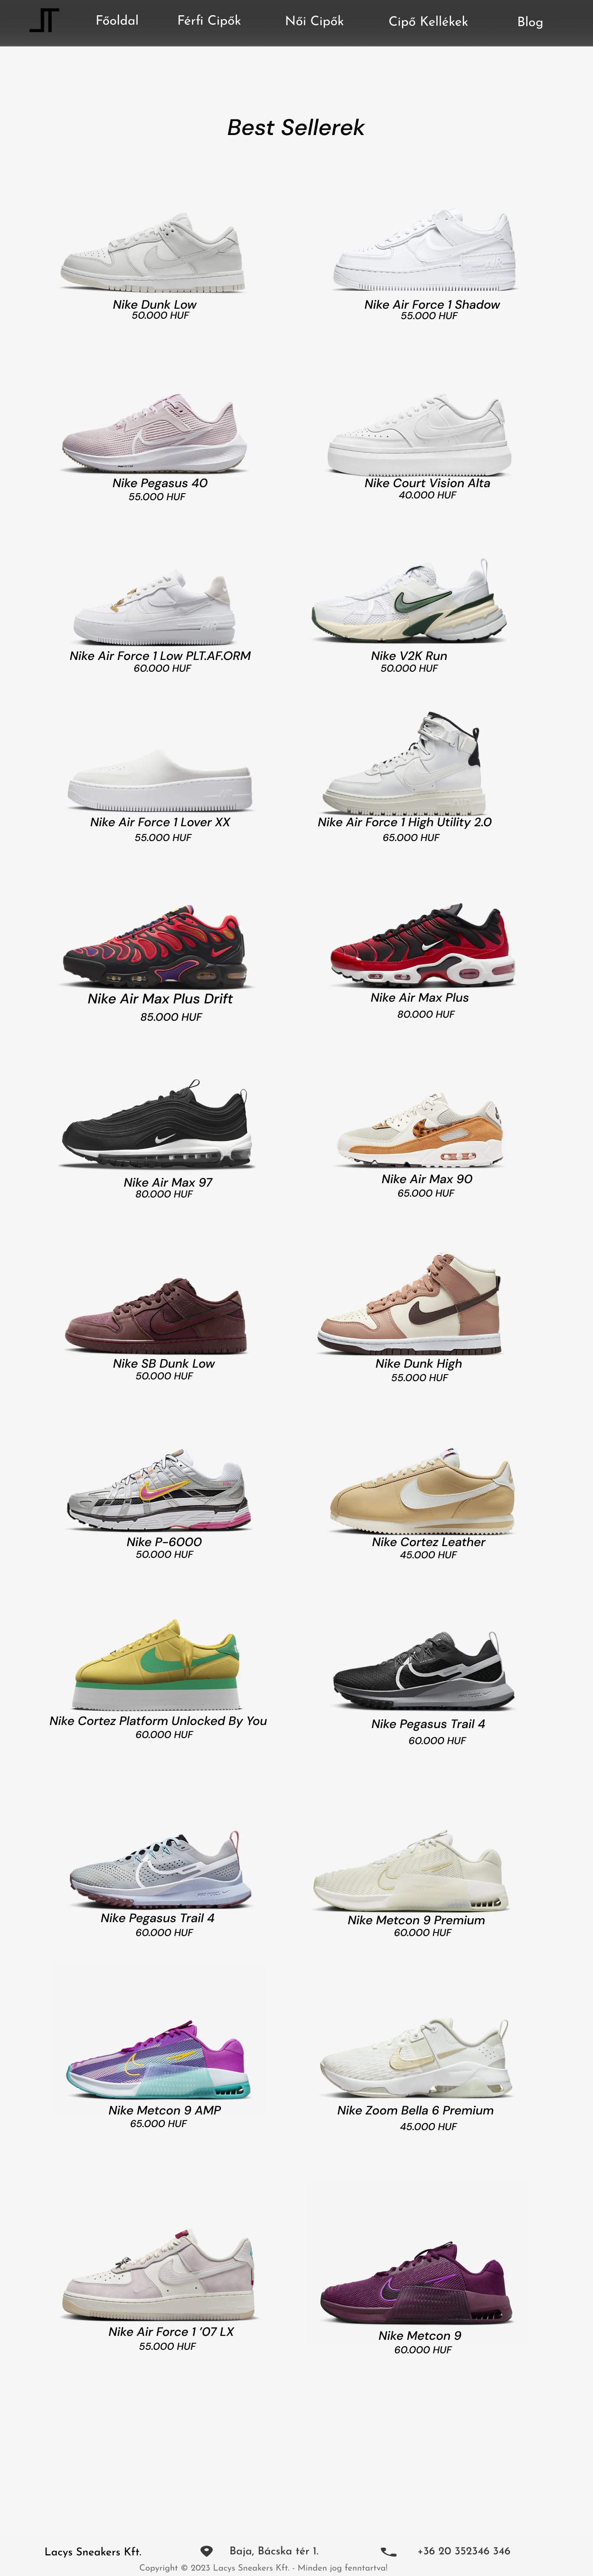 Főoldal
Férfi Cipők
Női Cipők
Cipő Kellékek
Blog
Best Sellerek
Nike Dunk Low
50.000 HUF
Nike Air Force 1 Shadow
55.000 HUF
Nike Pegasus 40
55.000 HUF
Nike Court Vision Alta
40.000 HUF
Nike Air Force 1 Low PLT.AF.ORM
60.000 HUF
Nike V2K Run
50.000 HUF
Nike Air Force 1 Lover XX
55.000 HUF
Nike Air Force 1 High Utility 2.0
65.000 HUF
Nike Air Max Plus Drift
85.000 HUF
Nike Air Max Plus
80.000 HUF
Nike Air Max 97
80.000 HUF
Nike Air Max 90
65.000 HUF
Nike SB Dunk Low
50.000 HUF
Nike Dunk High
55.000 HUF
Nike P-6000
50.000 HUF
Nike Cortez Leather
45.000 HUF
Nike Cortez Platform Unlocked By You
60.000 HUF
Nike Pegasus Trail 4
60.000 HUF
Nike Pegasus Trail 4
60.000 HUF
Nike Metcon 9 Premium
60.000 HUF
Nike Metcon 9 AMP
65.000 HUF
Nike Zoom Bella 6 Premium
45.000 HUF
Nike Air Force 1 '07 LX
55.000 HUF
Nike Metcon 9
60.000 HUF
Lacys Sneakers Kft.
Baja, Bácska tér 1.
+36 20 352346 346
Copyright © 2023 Lacys Sneakers Kft. - Minden jog fenntartva!